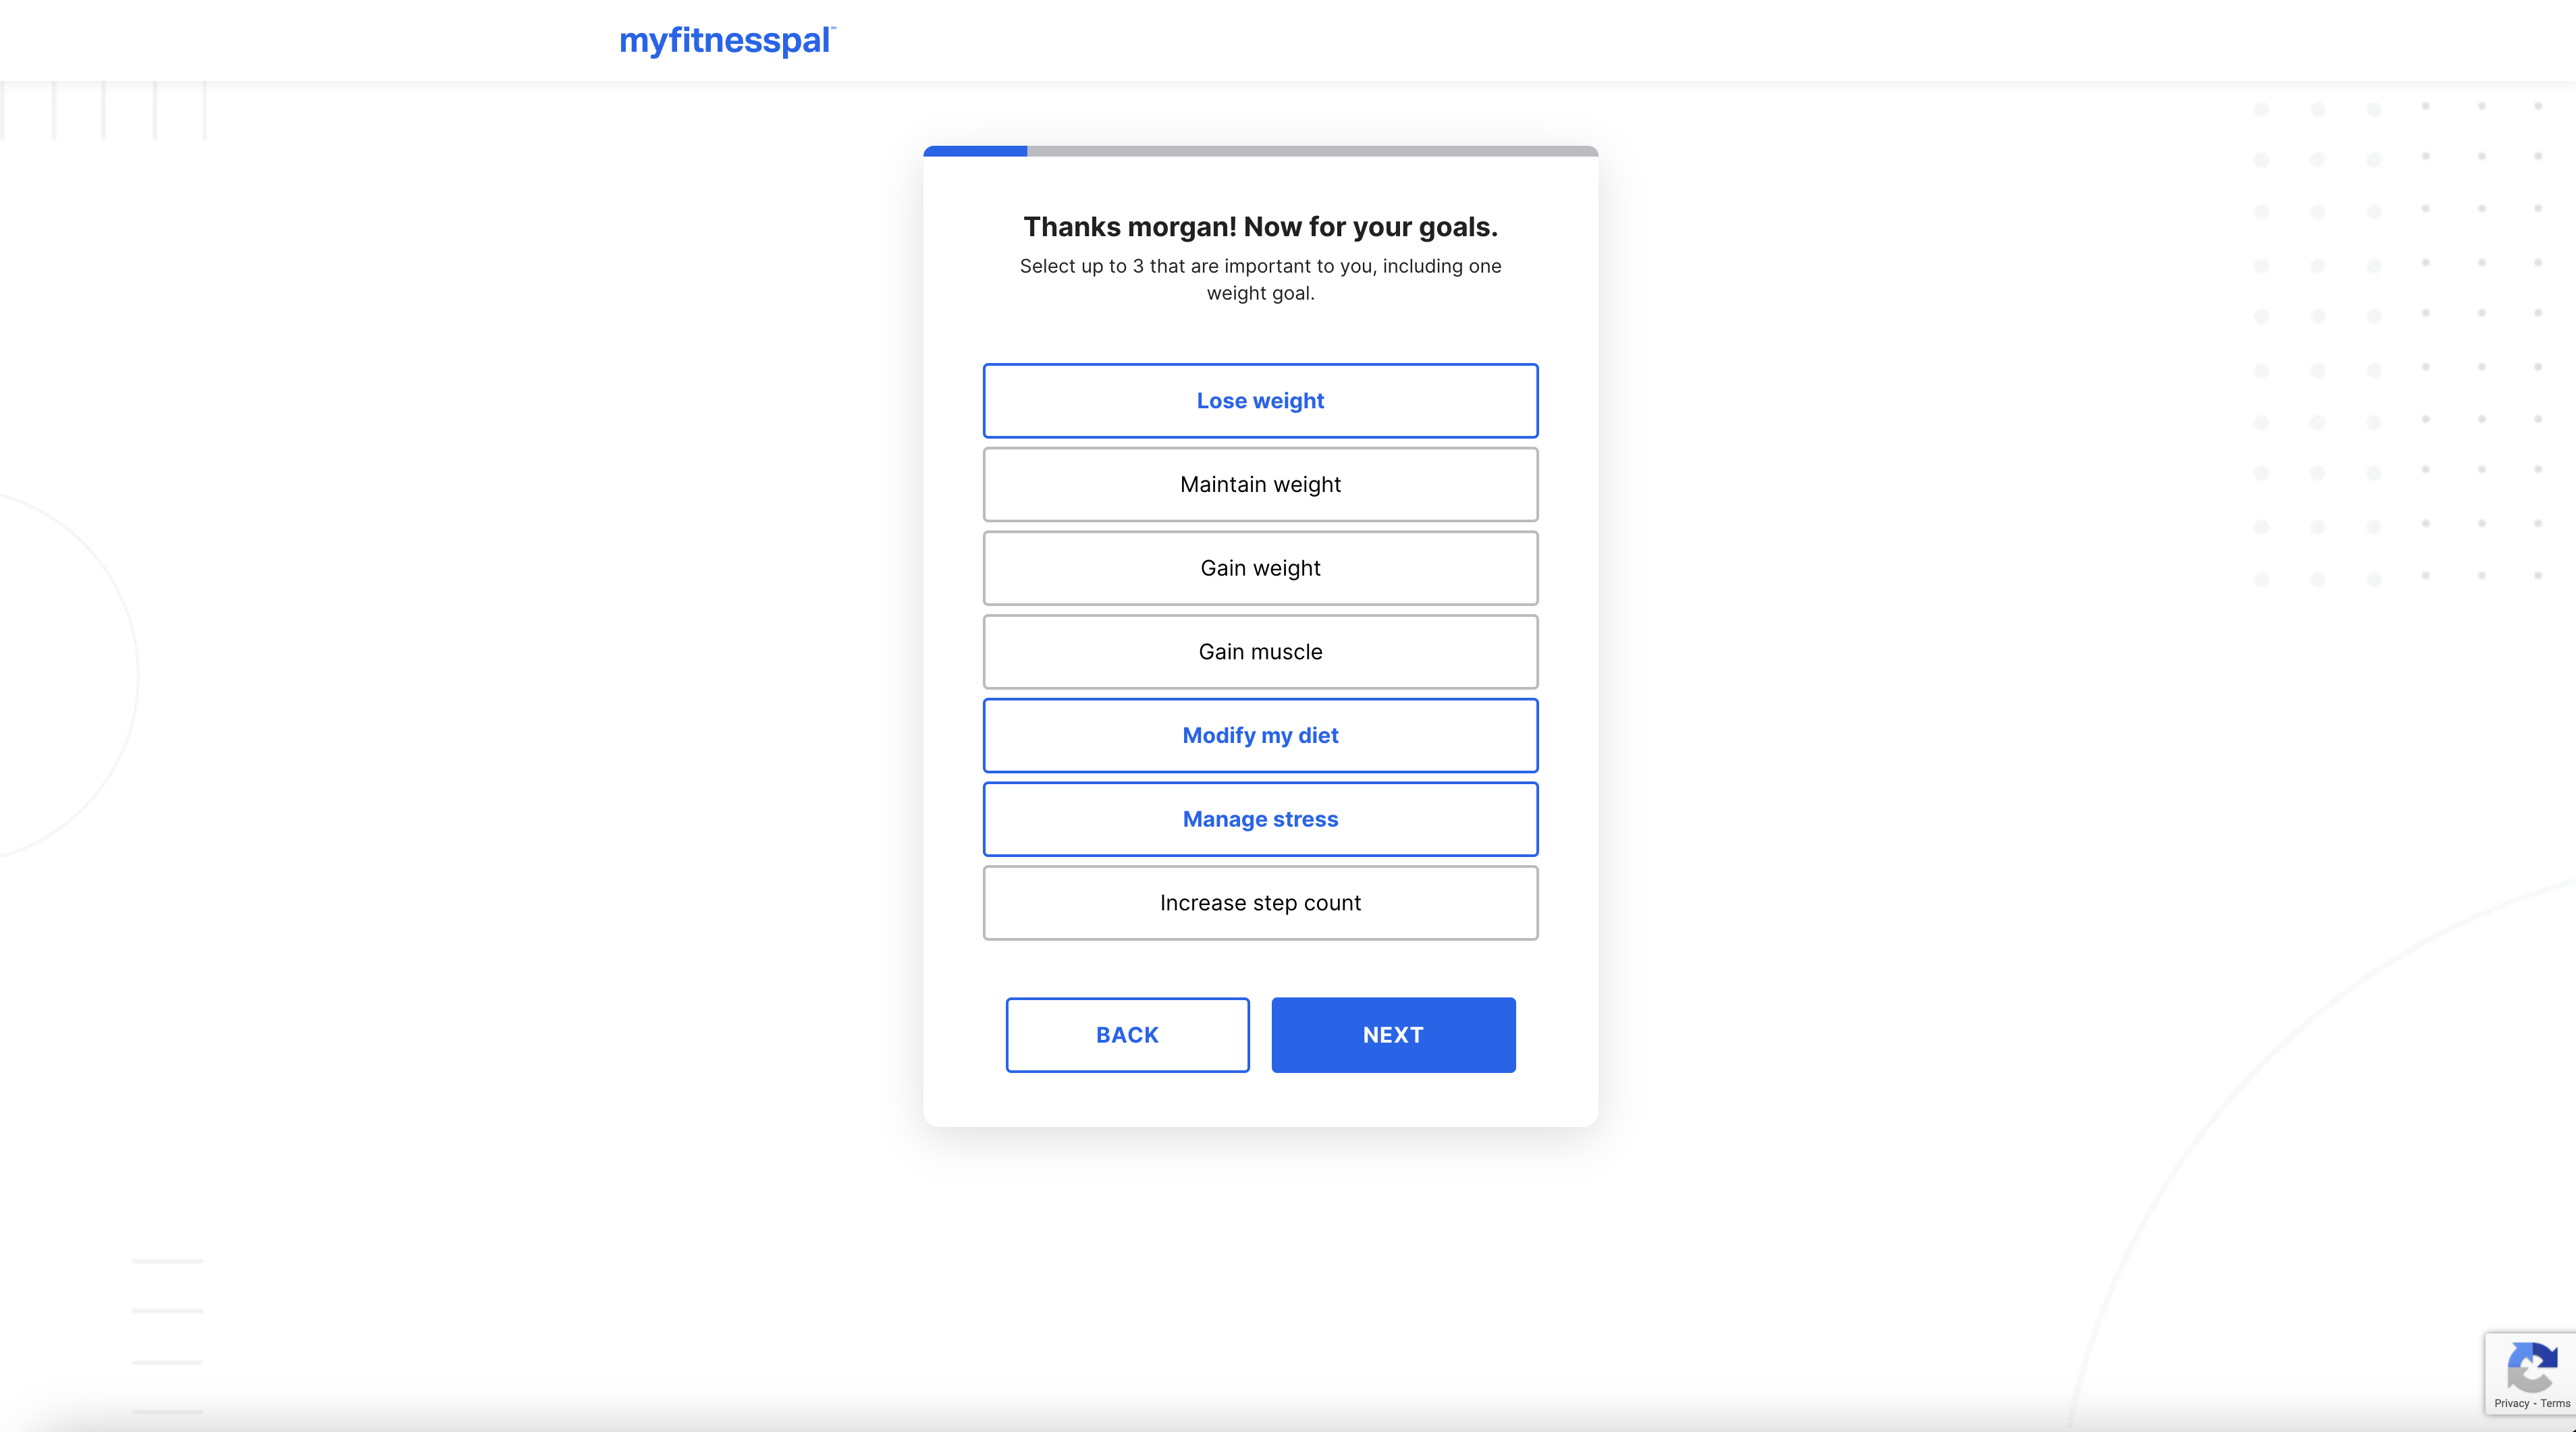 myfitnesspal™
Thanks morgan! Now for your goals.
Select up to 3 that are important to you, including one
weight goal.
Lose weight
Maintain weight
Gain weight
Gain muscle
Modify my diet
Manage stress
Increase step count
BACK
NEXT
Privacy - Terms